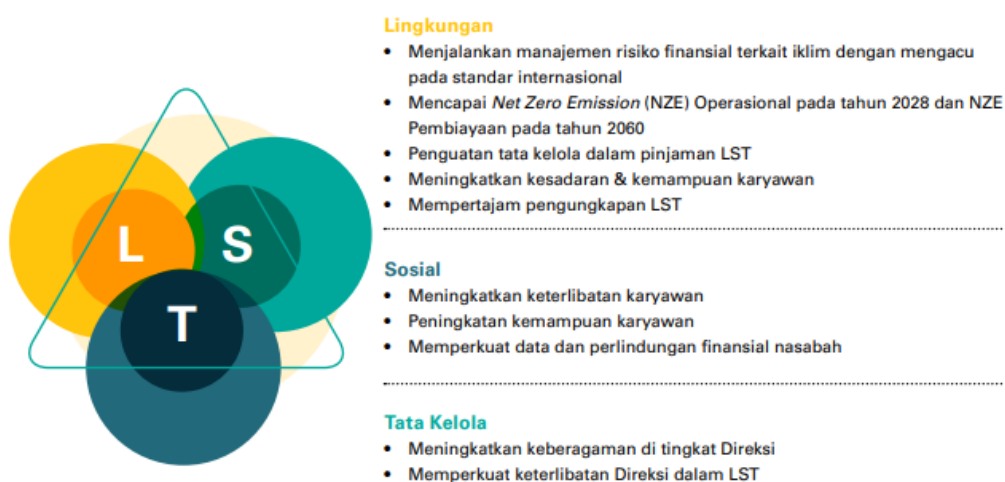 L
S
T
Lingkungan
• Menjalankan manajemen risiko finansial terkait iklim dengan mengacu
pada standar internasional
• Mencapai Net Zero Emission (NZE) Operasional pada tahun 2028 dan NZE
Pembiayaan pada tahun 2060
• Penguatan tata kelola dalam pinjaman LST
• Meningkatkan kesadaran & kemampuan karyawan
• Mempertajam pengungkapan LST
Sosial
• Meningkatkan keterlibatan karyawan
• Peningkatan kemampuan karyawan
• Memperkuat data dan perlindungan finansial nasabah
Tata Kelola
• Meningkatkan keberagaman di tingkat Direksi
• Memperkuat keterlibatan Direksi dalam LST